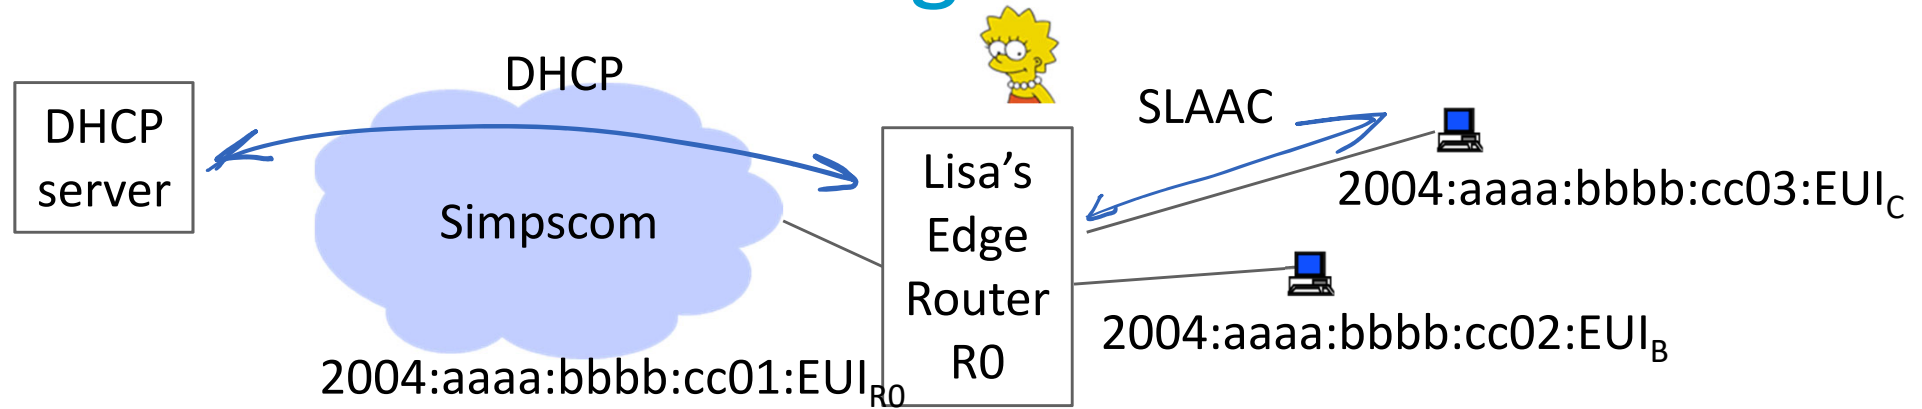 DHCP
server
DHCP
Simpscom
2004:aaaa:bbbb:cc01:EUIR0
Lisa’s
Edge
Router
R0
SLAAC
2004:aaaa:bbbb:cc03:EUIC
2004:aaaa:bbbb:cc02:EUIB